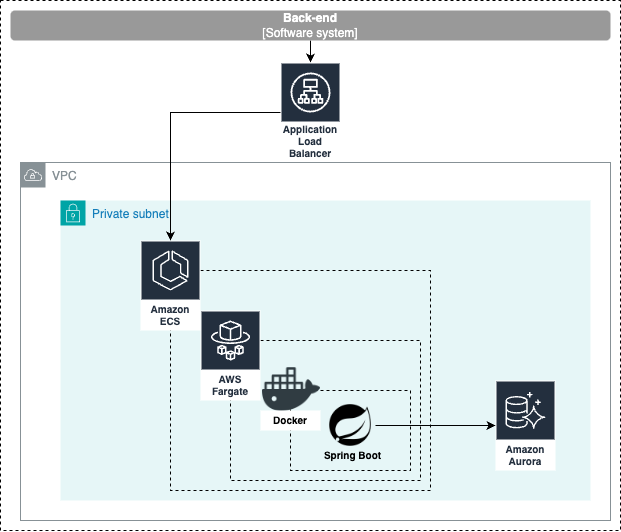 Back-end
[Software system]
Application
Load
Balancer
VPC
Private subnet
Amazon
ECS
AWS
Fargate
Docker
Spring Boot
Amazon
Aurora